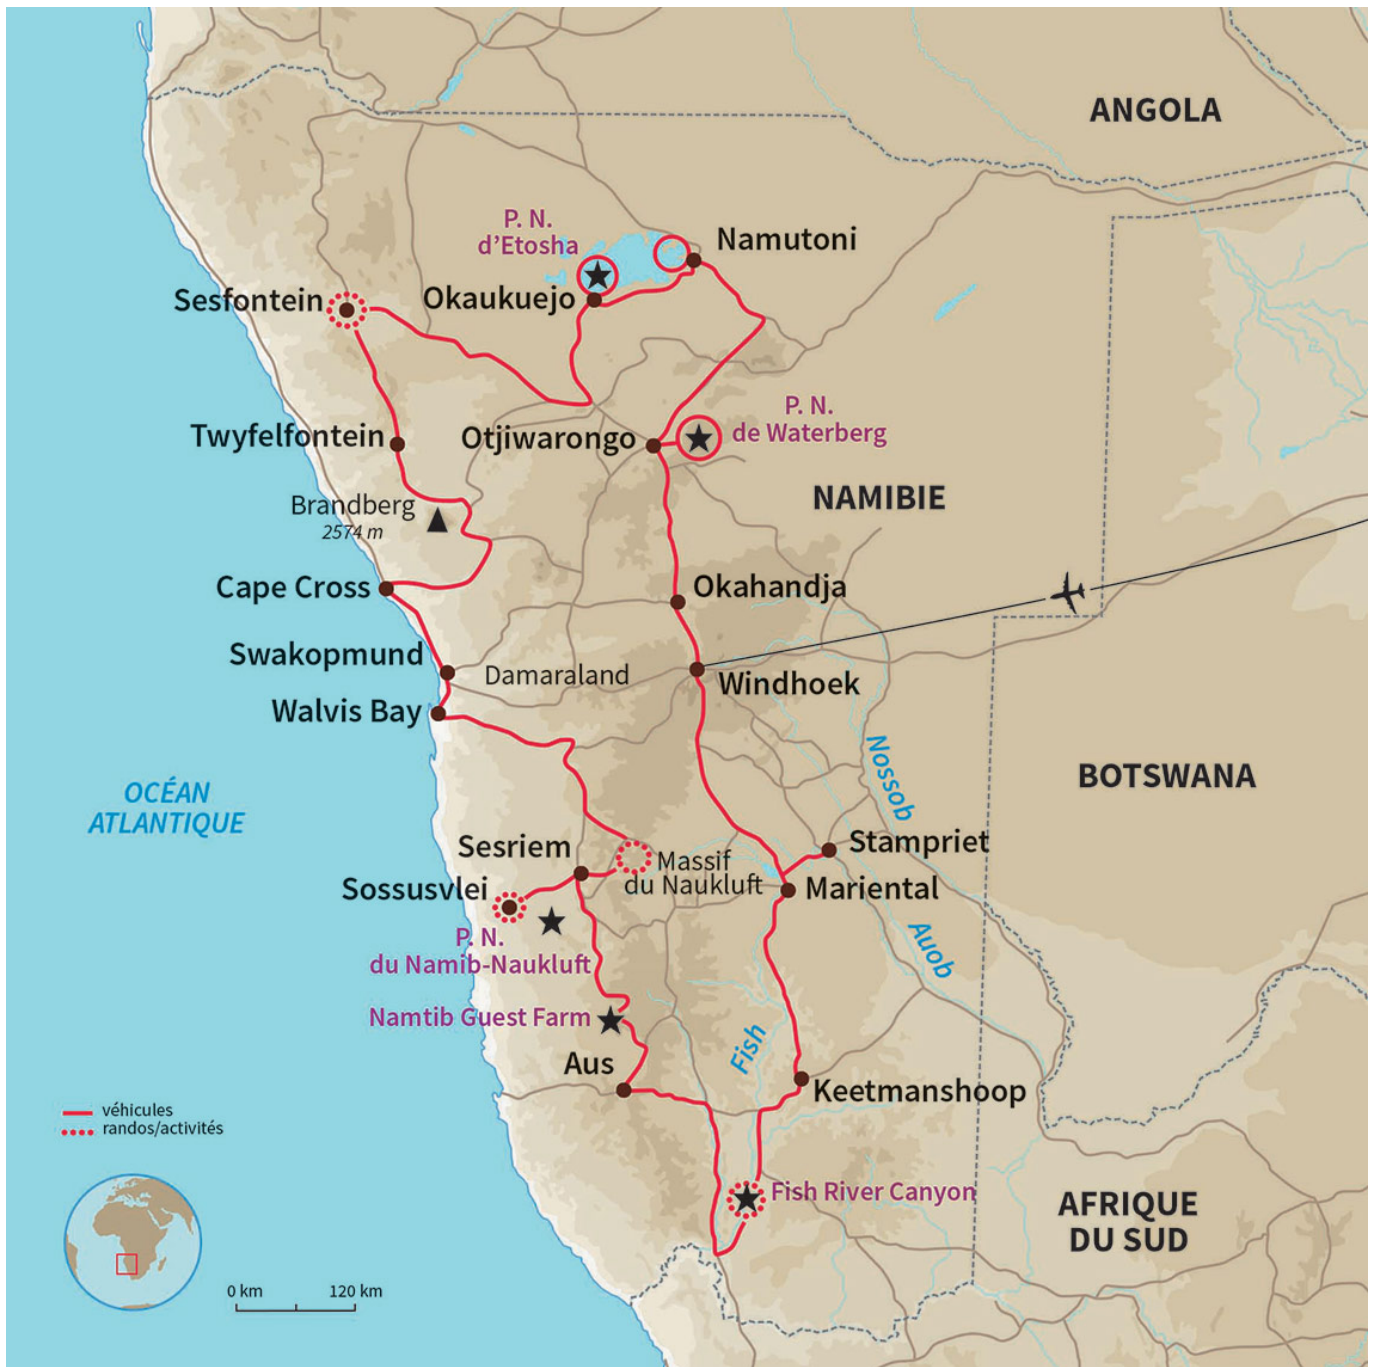 ANGOLA
P. N.
d'Etosha
Namutoni
Sesfontein
Okaukuejo
P. N.
de Waterberg
Twyfelfontein
Otjiwarongo
NAMIBIE
Brandberg
2574 m
Cape Cross
Okahandja
Swakopmund
Damaraland
Windhoek
Walvis Bay
Nossob
BOTSWANA
OCÉAN
ATLANTIQUE
Sesriem
Stampriet
Massif
du Naukluft
Sossusvlei
Mariental
P. N.
du Namib-Naukluft
Auob
Namtib Guest Farm
Fish
Aus
Keetmanshoop
véhicules
randos/activités
Fish River Canyon
AFRIQUE
DU SUD
0 km
120 km